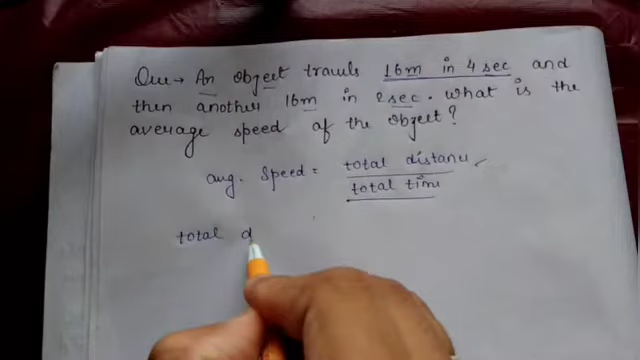 Que → An object travels 16m in 4 sec and
then another 16m in 2sec. What is the
average speed of the object?
avg. Speed = total distance
total time
total d